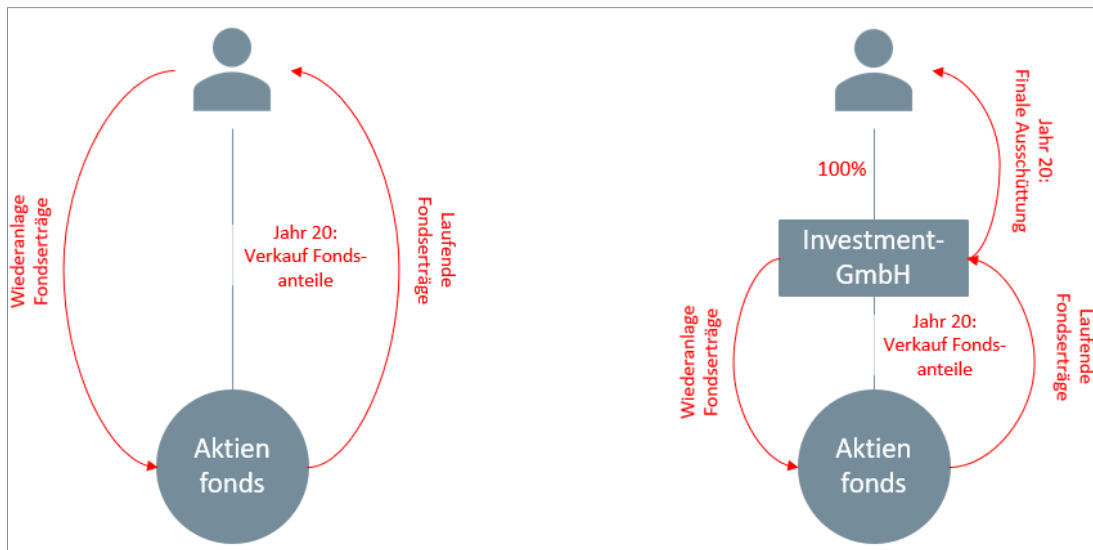 Wiederanlage
Fondserträge
Jahr 20:
Verkauf Fonds-
anteile
Laufende
Fondserträge
Aktien
fonds
100%
Jahr 20:
Finale Ausschüttung
Investment-
GmbH
Wiederanlage
Fondserträge
Jahr 20:
Verkauf Fonds-
anteile
Laufende
Fondserträge
Aktien
fonds